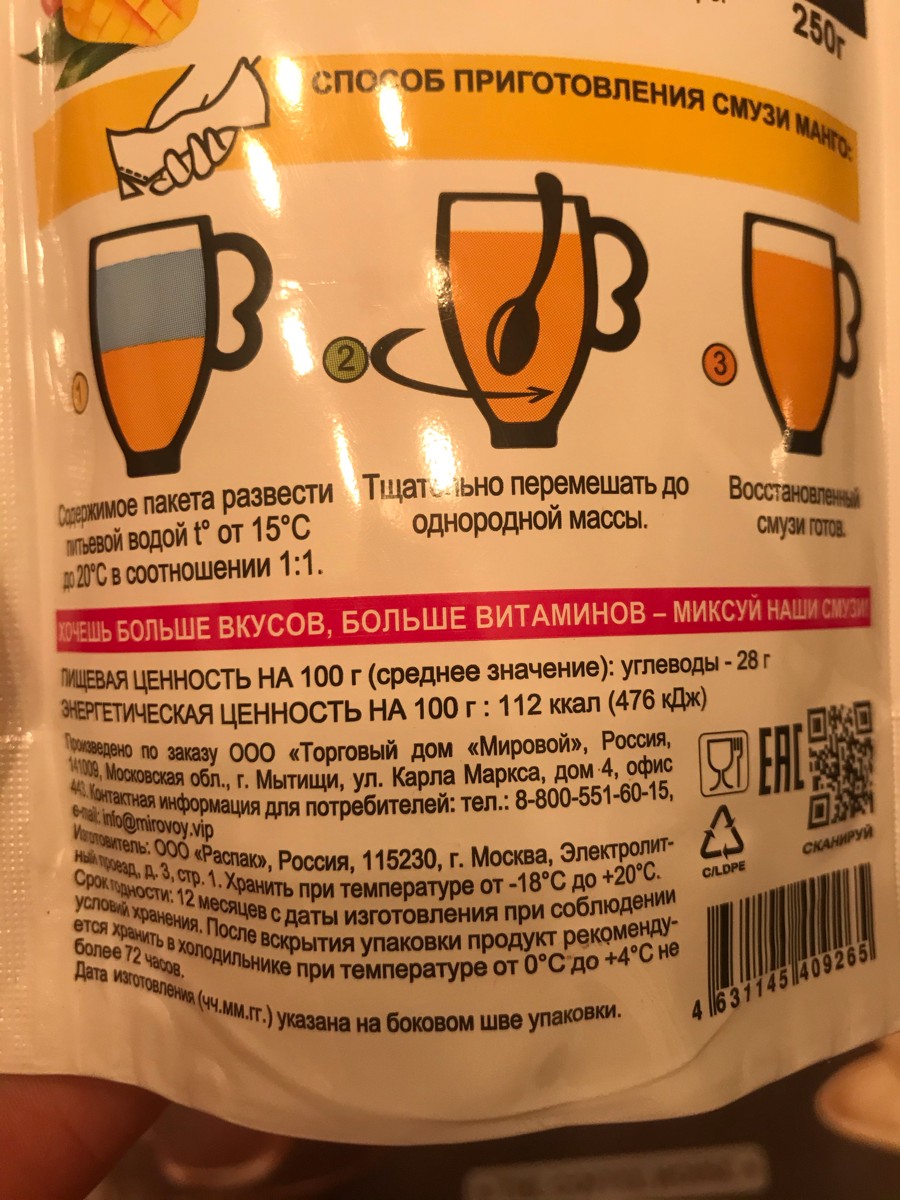 250г
СПОСОБ ПРИГОТОВЛЕНИЯ СМУЗИ МАНГО:
1
2
3
Содержимое пакета развести
питьевой водой t° от 15°C
до 20°C в соотношении 1:1.
Тщательно перемешать до
однородной массы.
Восстановленный
смузи готов.
ХОЧЕШЬ БОЛЬШЕ ВКУСОВ, БОЛЬШЕ ВИТАМИНОВ – МИКСУЙ НАШИ СМУЗИ!
ПИЩЕВАЯ ЦЕННОСТЬ НА 100 г (среднее значение): углеводы - 28 г
ЭНЕРГЕТИЧЕСКАЯ ЦЕННОСТЬ НА 100 г : 112 ккал (476 кДж)
Произведено по заказу ООО «Торговый дом «Мировой», Россия,
141009, Московская обл., г. Мытищи, ул. Карла Маркса, дом 4, офис
443. Контактная информация для потребителей: тел.: 8-800-551-60-15,
e-mail: info@mirovoy.vip
Изготовитель: ООО «Распак», Россия, 115230, г. Москва, Электролит-
ный проезд, д. 3, стр. 1. Хранить при температуре от -18°C до +20°C.
Срок годности: 12 месяцев с даты изготовления при соблюдении
условий хранения. После вскрытия упаковки продукт рекоменду-
ется хранить в холодильнике при температуре от 0°C до +4°C не
более 72 часов.
Дата изготовления (чч.мм.гг.) указана на боковом шве упаковки.
EAC
СКАНИРУЙ
C/LDPE
4 631145 409265